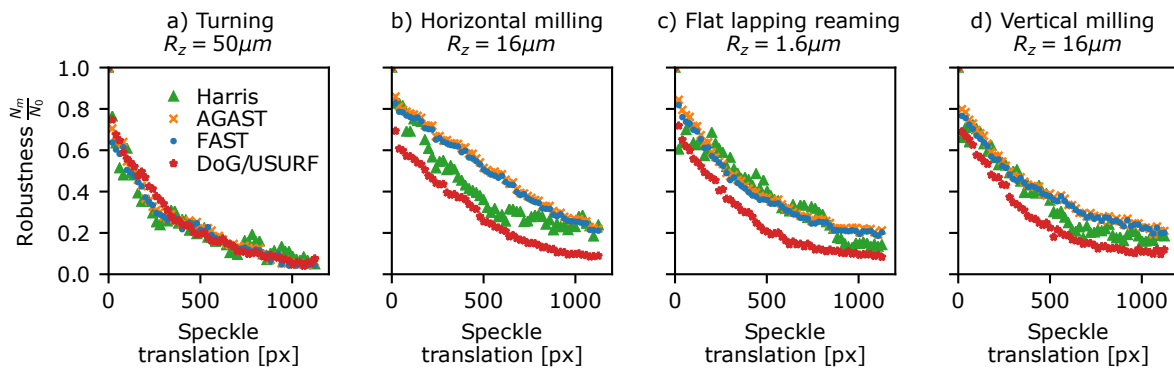 a) Turning
R_z = 50μm
b) Horizontal milling
R_z = 16μm
c) Flat lapping reaming
R_z = 1.6μm
d) Vertical milling
R_z = 16μm
Robustness N_m/N_0
1.0
0.8
0.6
0.4
0.2
0.0
Harris
AGAST
FAST
DoG/USURF
0 500 1000
0 500 1000
0 500 1000
0 500 1000
Speckle
translation [px]
Speckle
translation [px]
Speckle
translation [px]
Speckle
translation [px]